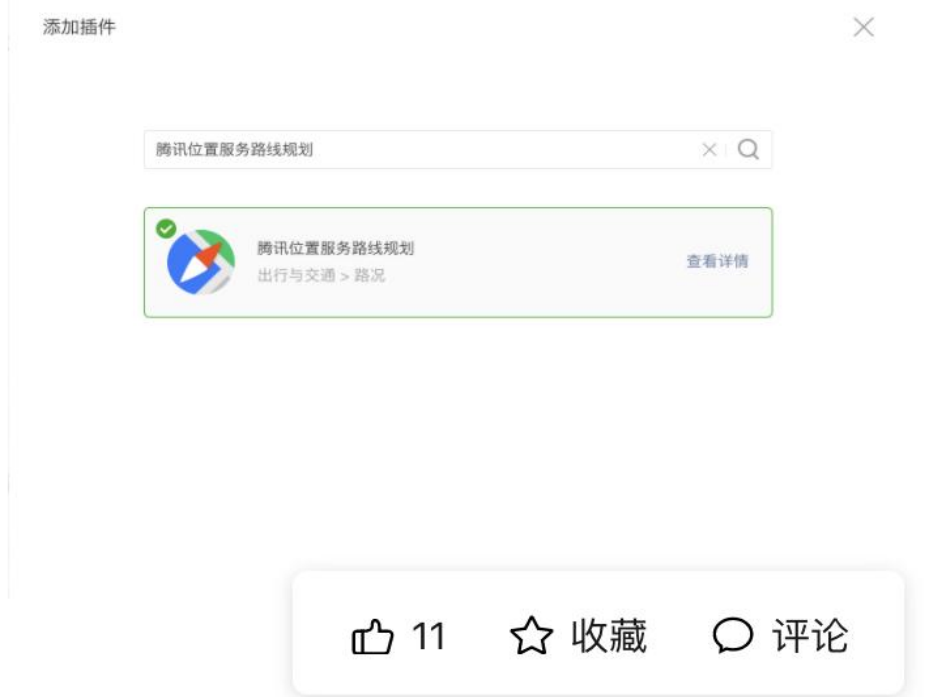 添加插件
腾讯位置服务路线规划
腾讯位置服务路线规划
出行与交通 > 路况
查看详情
11 收藏 评论